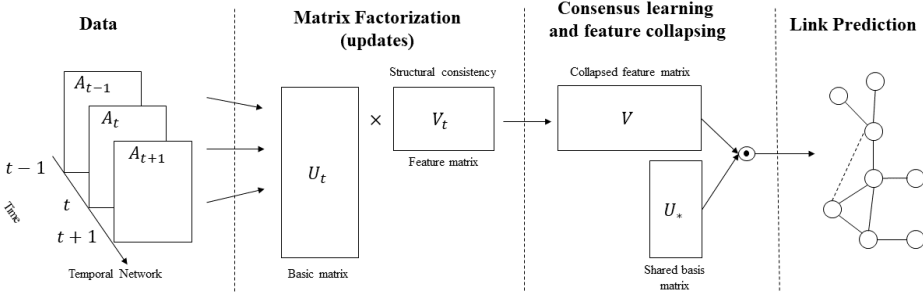 Data
Matrix Factorization
(updates)
Consensus learning
and feature collapsing
Link Prediction
A_{t−1}
A_t
A_{t+1}
t − 1
t
t + 1
Time
Temporal Network
U_t
Basic matrix
×
Structural consistency
V_t
Feature matrix
Collapsed feature matrix
V
U_*
Shared basis
matrix